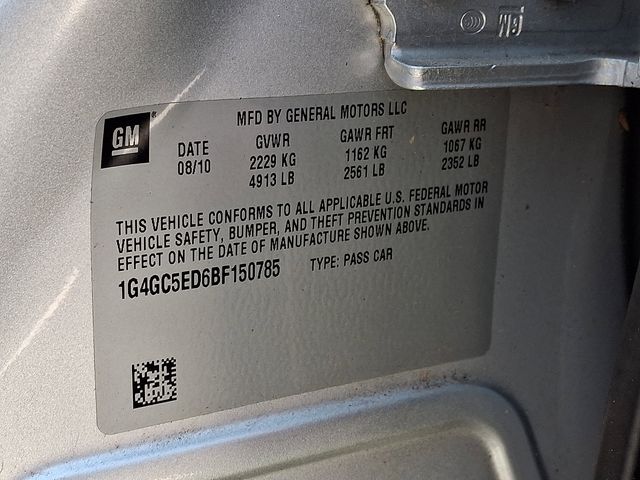 GM
MFD BY GENERAL MOTORS LLC
DATE GVWR GAWR FRT GAWR RR
08/10 2229 KG 1162 KG 1067 KG
4913 LB 2561 LB 2352 LB
THIS VEHICLE CONFORMS TO ALL APPLICABLE U.S. FEDERAL MOTOR
VEHICLE SAFETY, BUMPER, AND THEFT PREVENTION STANDARDS IN
EFFECT ON THE DATE OF MANUFACTURE SHOWN ABOVE.
1G4GC5ED6BF150785 TYPE: PASS CAR